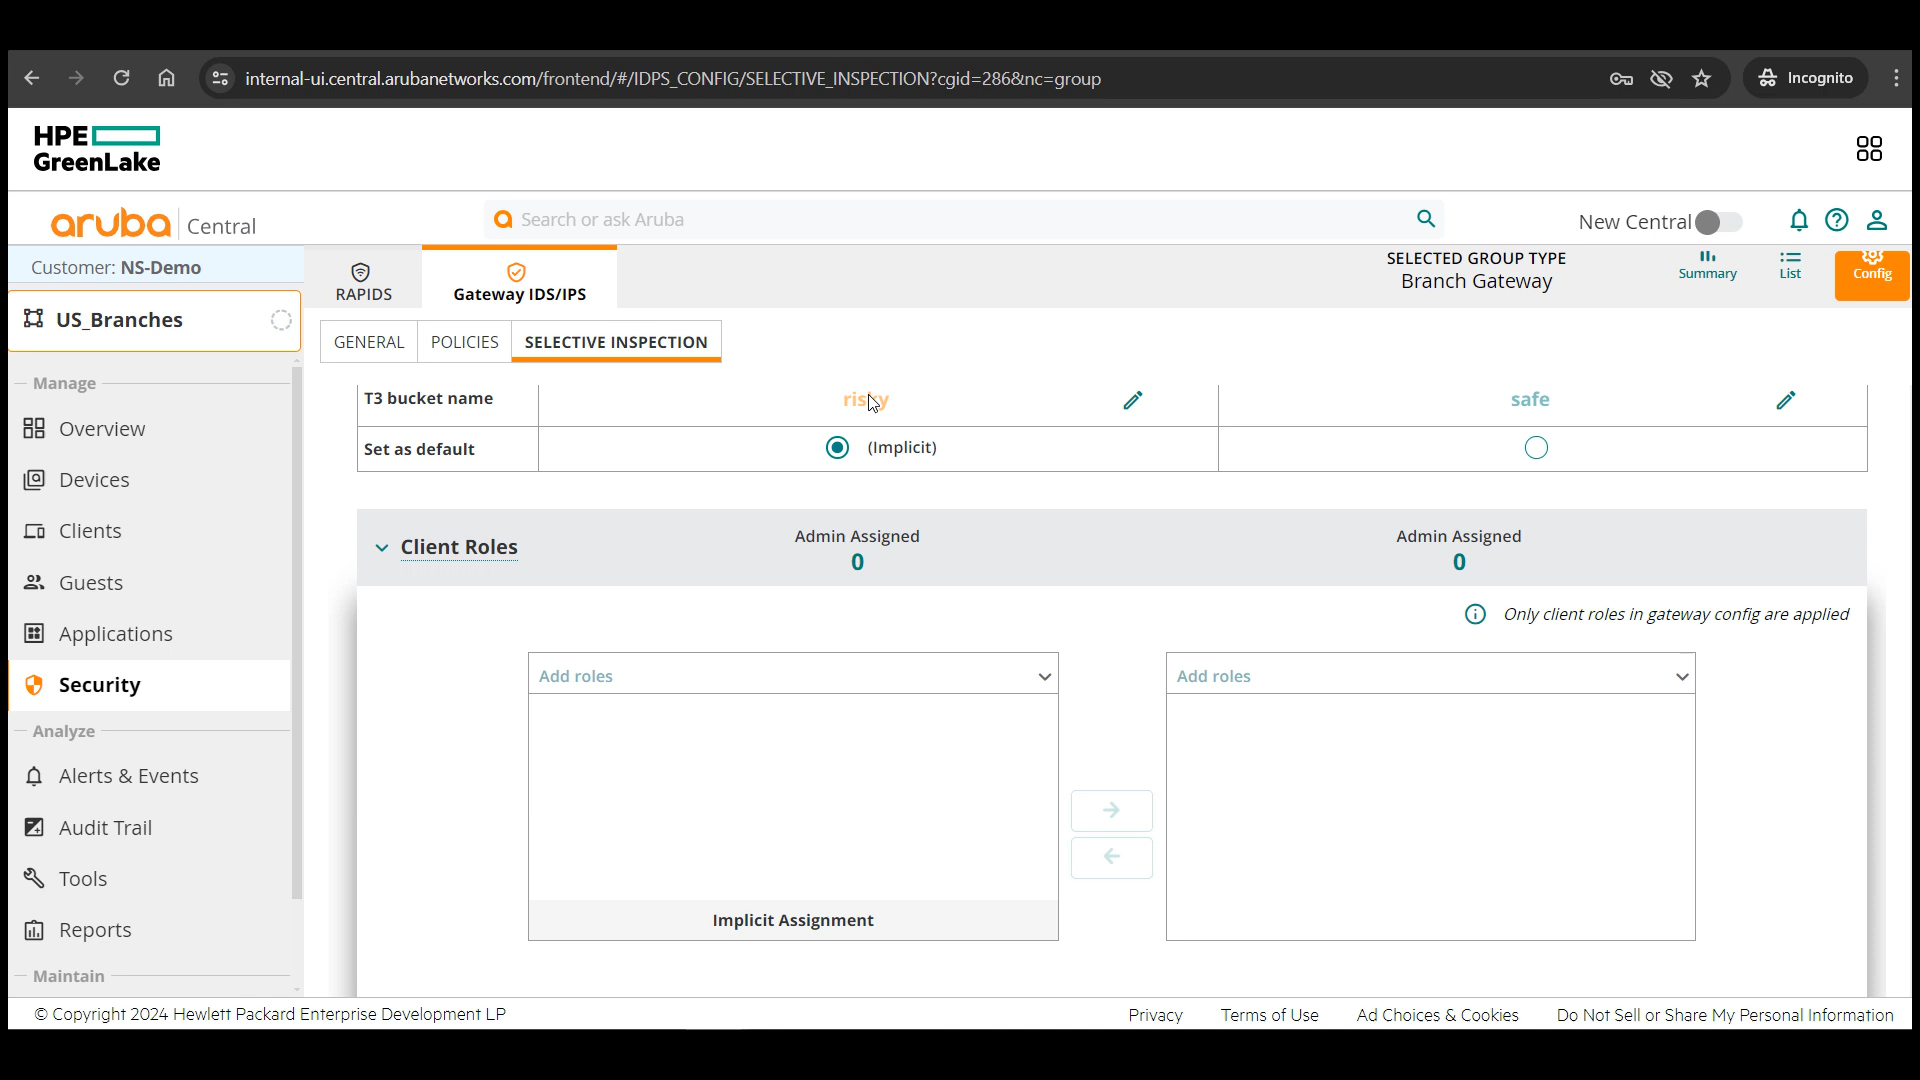 internal-ui.central.arubanetworks.com/frontend/#/IDPS_CONFIG/SELECTIVE_INSPECTION?cgid=286&nc=group
Incognito
HPE
GreenLake
aruba Central
Search or ask Aruba
New Central
Customer: NS-Demo
RAPIDS
Gateway IDS/IPS
SELECTED GROUP TYPE
Branch Gateway
Summary
List
Config
US_Branches
GENERAL
POLICIES
SELECTIVE INSPECTION
Manage
Overview
Devices
Clients
Guests
Applications
Security
Analyze
Alerts & Events
Audit Trail
Tools
Reports
Maintain
T3 bucket name
risky
safe
Set as default
(Implicit)
Client Roles
Admin Assigned
0
Admin Assigned
0
Only client roles in gateway config are applied
Add roles
Add roles
Implicit Assignment
© Copyright 2024 Hewlett Packard Enterprise Development LP
Privacy
Terms of Use
Ad Choices & Cookies
Do Not Sell or Share My Personal Information